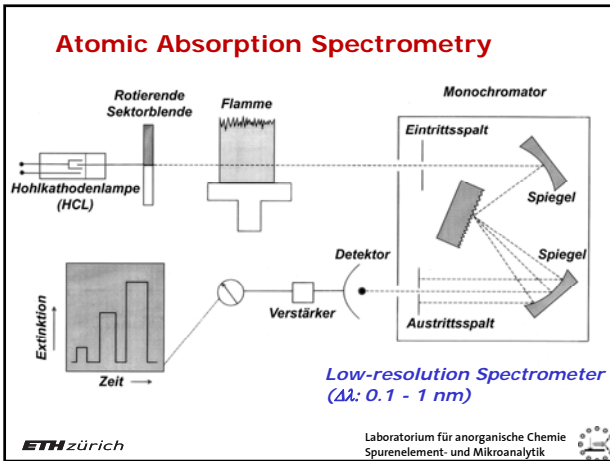 Atomic Absorption Spectrometry
Rotierende
Sektorblende
Flamme
Monochromator
Eintrittsspalt
Hohlkathodenlampe
(HCL)
Spiegel
Spiegel
Detektor
Verstärker
Austrittsspalt
Extinktion
Zeit
Low-resolution Spectrometer
(Δλ: 0.1 - 1 nm)
ETH zürich
Laboratorium für anorganische Chemie
Spurenelement- und Mikroanalytik